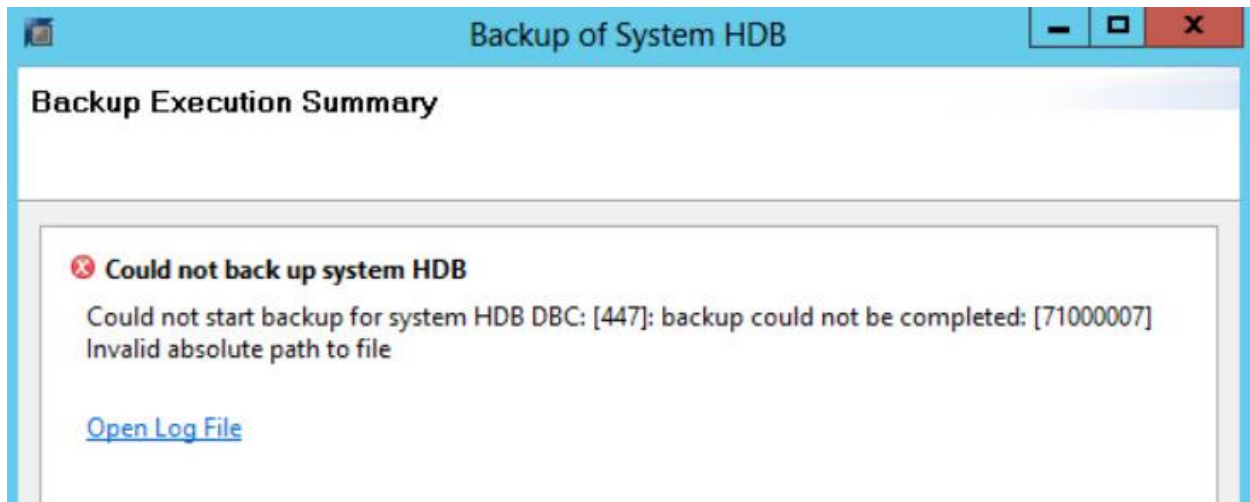 Backup of System HDB
Backup Execution Summary
Could not back up system HDB
Could not start backup for system HDB DBC: [447]: backup could not be completed: [71000007]
Invalid absolute path to file
Open Log File